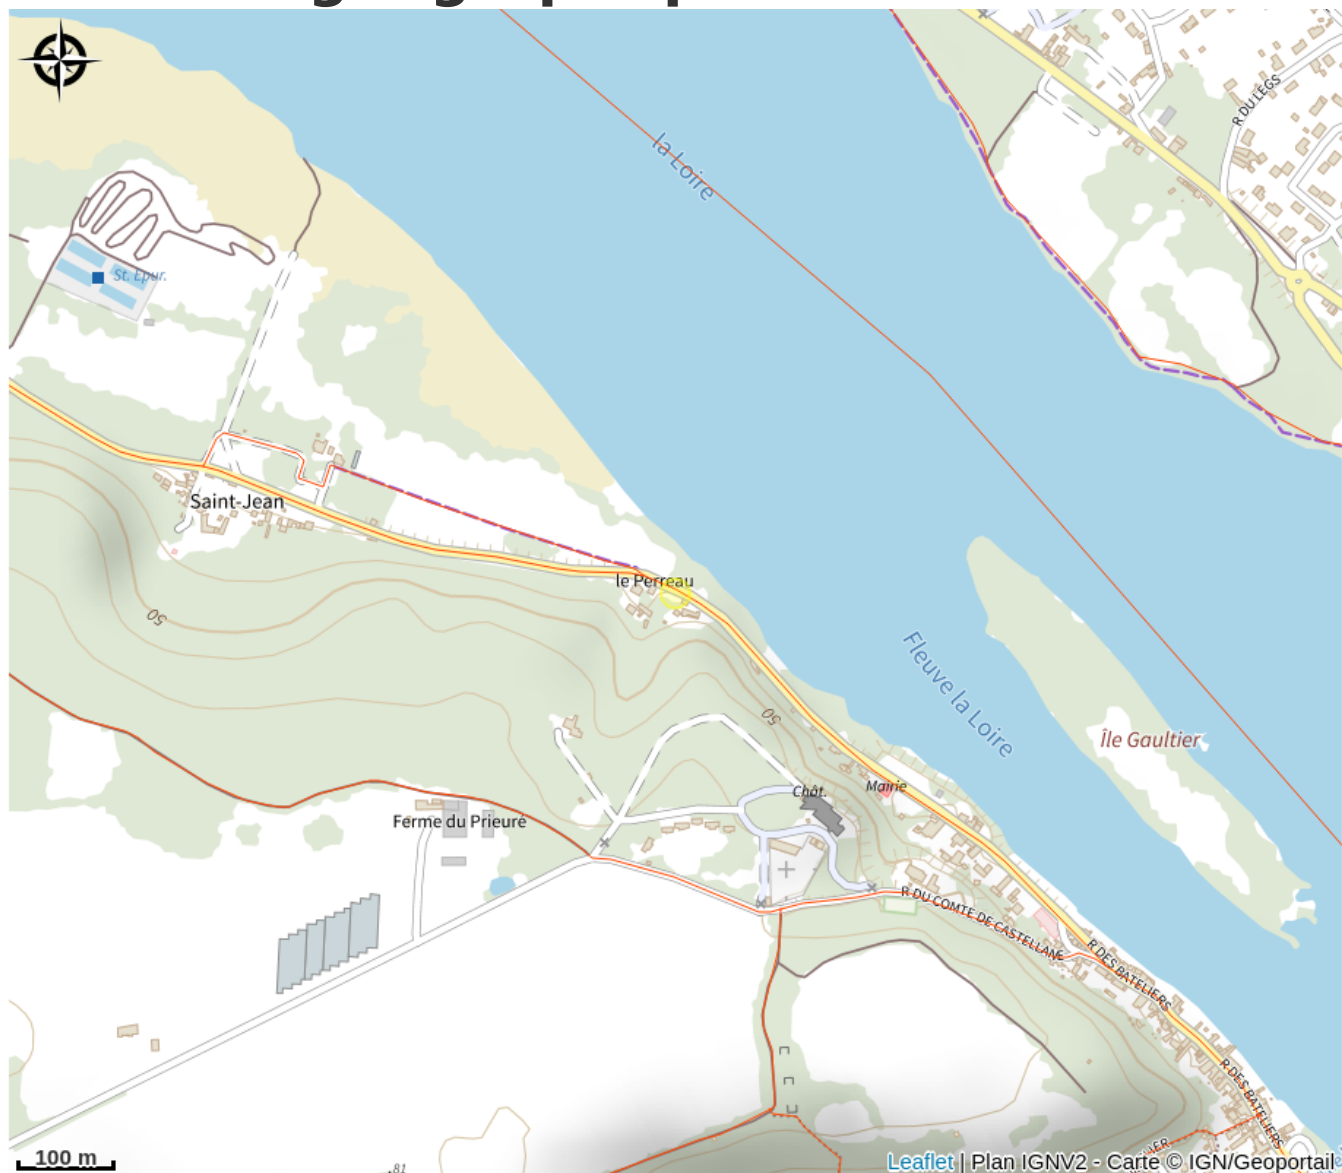 la Loire
R DU LEGS
St. Epur.
Saint-Jean
le Perreau
50
Fleuve la Loire
50
Île Gaultier
Chât.
Mairie
Ferme du Prieuré
R DU COMTE DE CASTELLANE
R DES BATELIERS
R DES BATELIERS
100 m
81
Leaflet | Plan IGNV2 - Carte © IGN/Geoportail